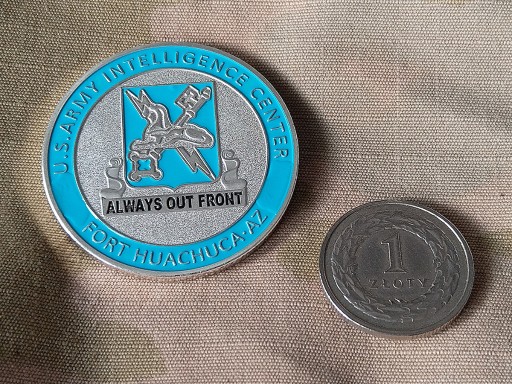 U.S. ARMY INTELLIGENCE CENTER
ALWAYS OUT FRONT
FORT HUACHUCA-AZ
1
ZŁOTY